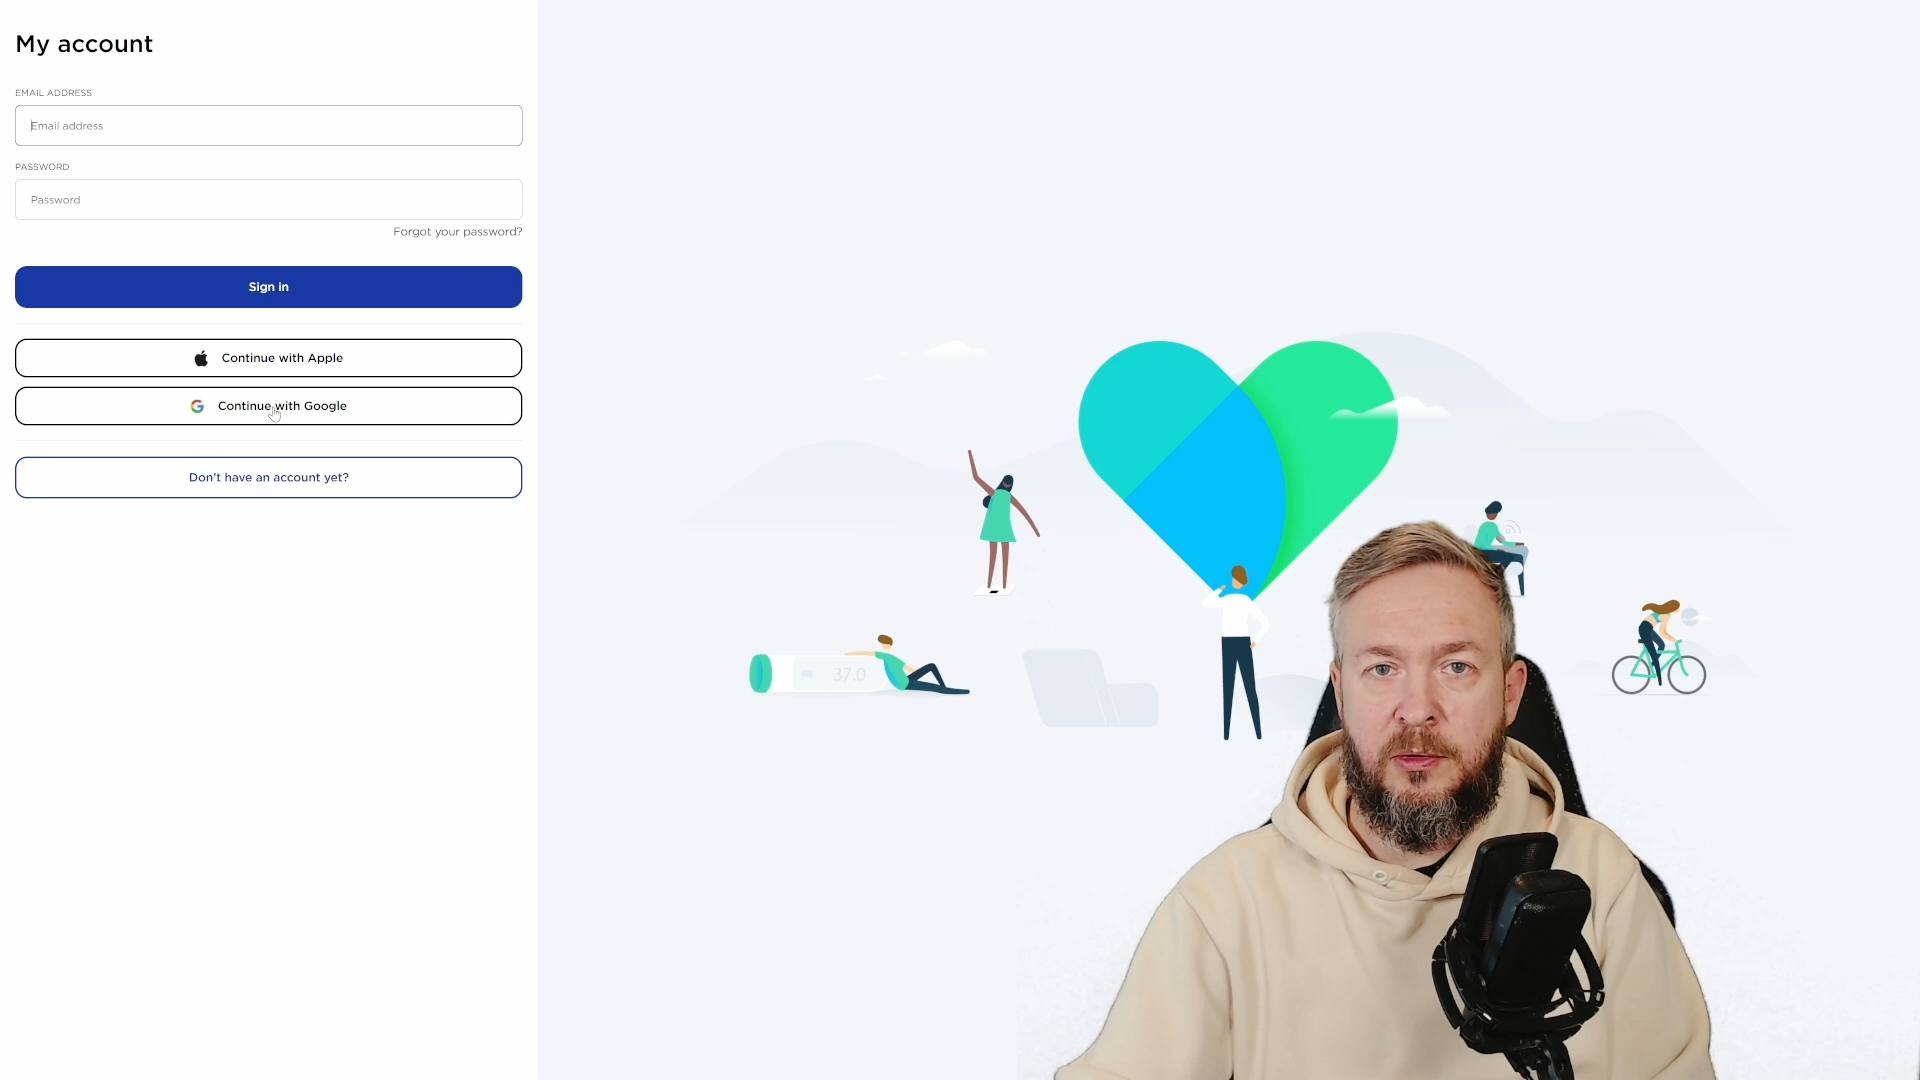 My account
EMAIL ADDRESS
Email address
PASSWORD
Password
Forgot your password?
Sign in
Continue with Apple
Continue with Google
Don't have an account yet?
37.0